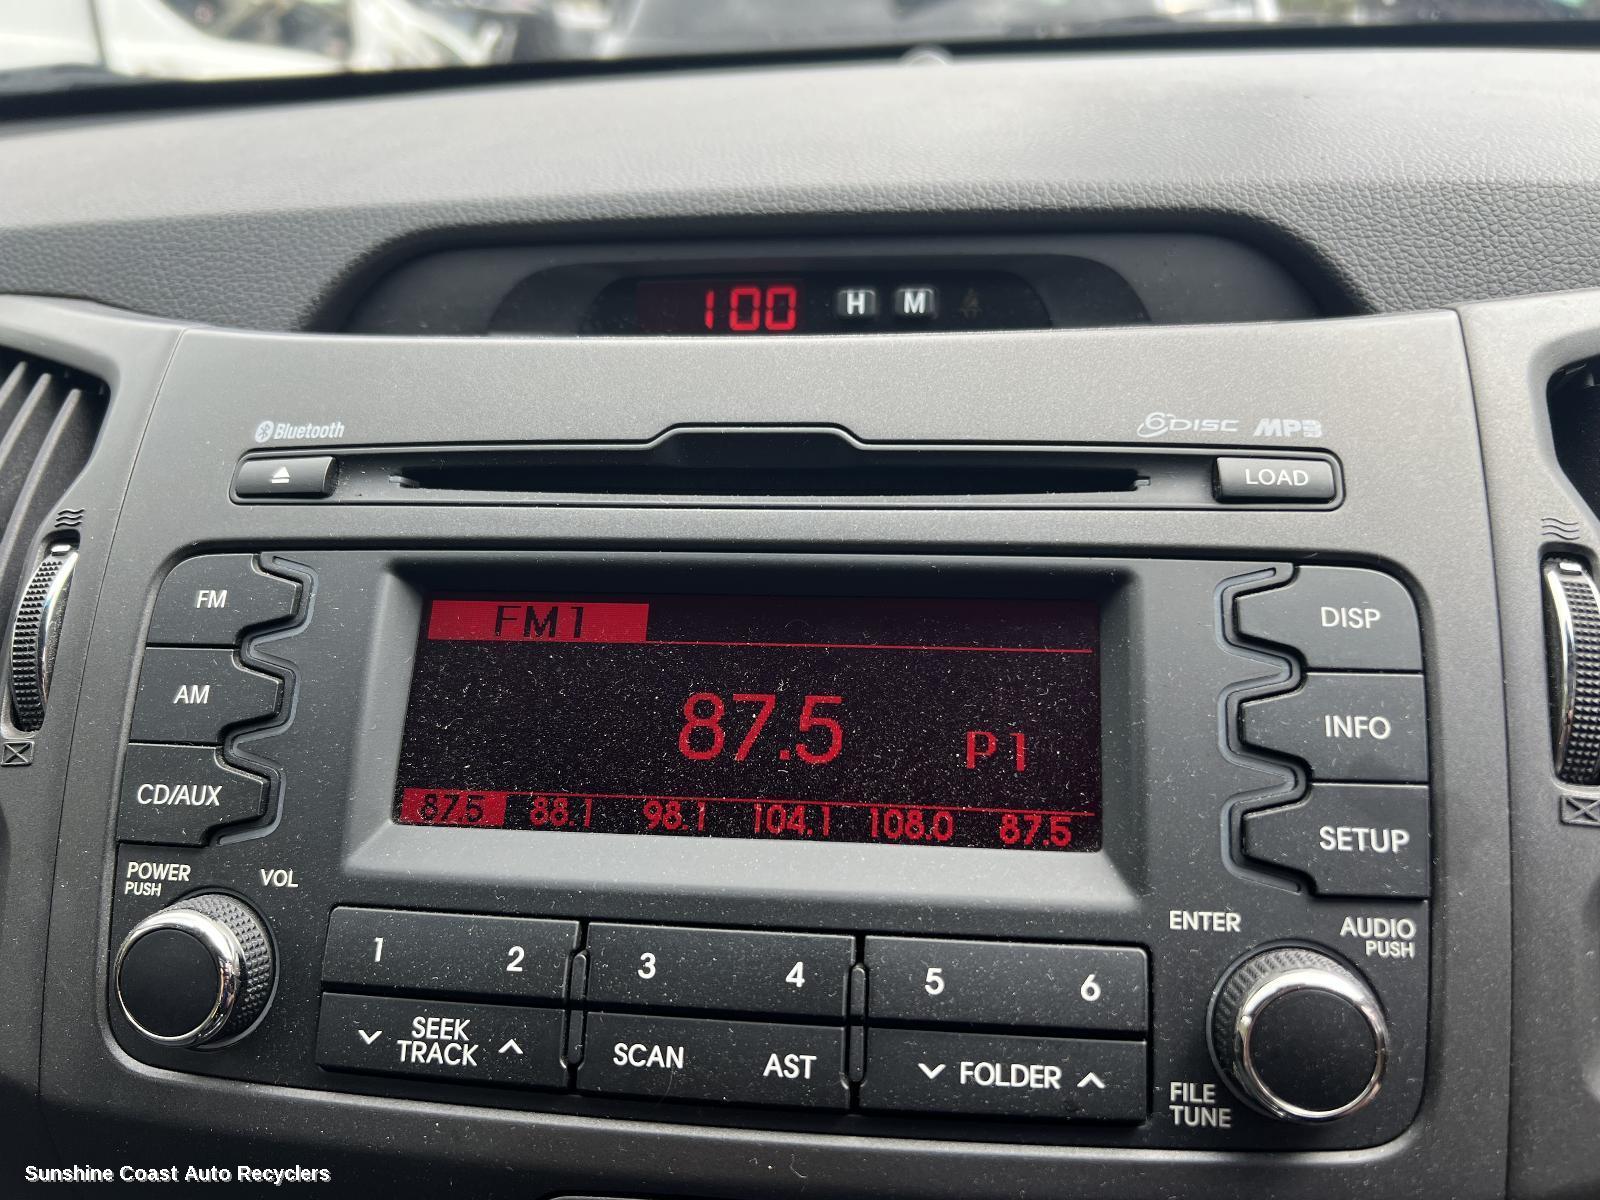 100 H M
Bluetooth
6 DISC MP3
LOAD
FM
AM
CD/AUX
FM1
87.5 P1
87.5 88.1 98.1 104.1 108.0 87.5
DISP
INFO
SETUP
POWER
PUSH
VOL
1 2 3 4 5 6
SEEK
TRACK
SCAN AST
FOLDER
ENTER
AUDIO
PUSH
FILE
TUNE
Sunshine Coast Auto Recyclers